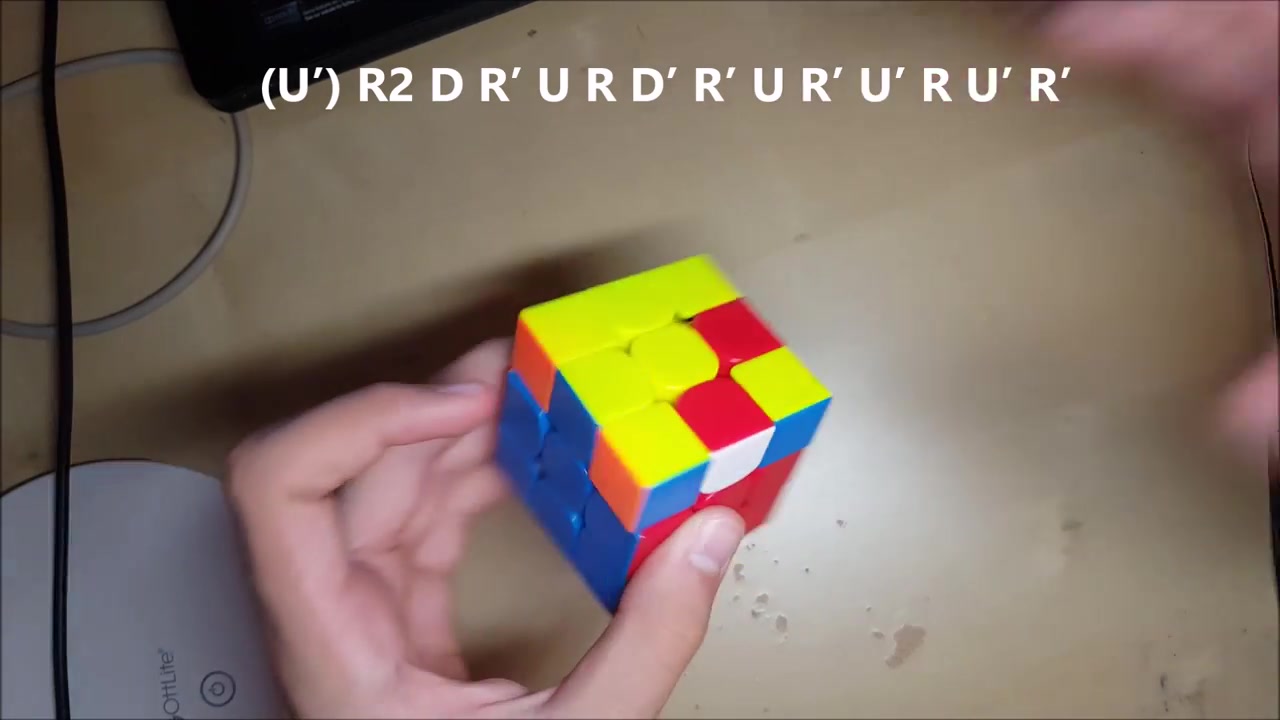 (U′) R2 D R′ U R D′ R′ U R′ U′ R U′ R′
OttLite